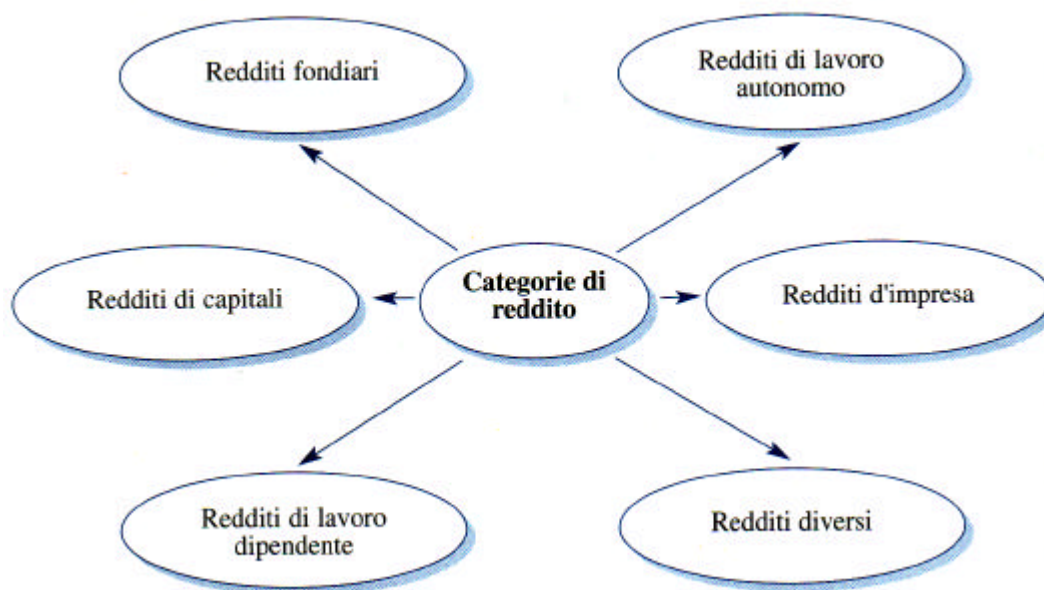 Redditi fondiari
Redditi di lavoro
autonomo
Redditi di capitali
Categorie di
reddito
Redditi d'impresa
Redditi di lavoro
dipendente
Redditi diversi